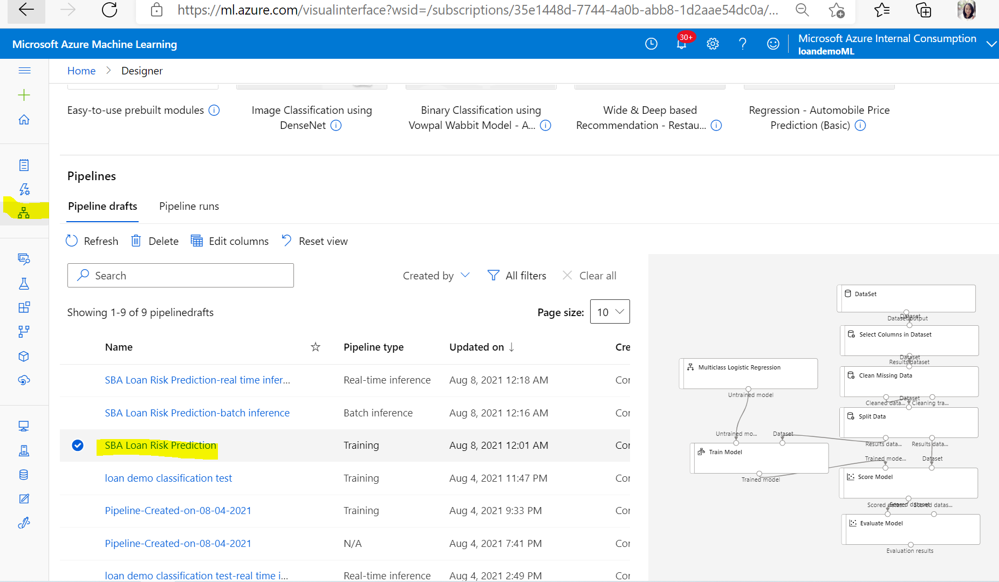 https://ml.azure.com/visualinterface?wsid=/subscriptions/35e1448d-7744-4a0b-abb8-1d2aae54dc0a/...
Microsoft Azure Machine Learning
30+
Microsoft Azure Internal Consumption
loandemoML
Home > Designer
Easy-to-use prebuilt modules
Image Classification using
DenseNet
Binary Classification using
Vowpal Wabbit Model - A...
Wide & Deep based
Recommendation - Restau...
Regression - Automobile Price
Prediction (Basic)
Pipelines
Pipeline drafts Pipeline runs
Refresh Delete Edit columns Reset view
Search Created by All filters Clear all
Showing 1-9 of 9 pipelinedrafts Page size: 10
Name Pipeline type Updated on ↓ Cre
SBA Loan Risk Prediction-real time infer... Real-time inference Aug 8, 2021 12:18 AM Cor
SBA Loan Risk Prediction-batch inference Batch inference Aug 8, 2021 12:16 AM Cor
SBA Loan Risk Prediction Training Aug 8, 2021 12:01 AM Cor
loan demo classification test Training Aug 4, 2021 11:47 PM Cor
Pipeline-Created-on-08-04-2021 Training Aug 4, 2021 9:33 PM Cor
Pipeline-Created-on-08-04-2021 N/A Aug 4, 2021 7:41 PM Cor
loan demo classification test-real time i... Real-time inference Aug 4, 2021 2:49 PM Cor
DataSet
Dataset
Dataset output
Select Columns in Dataset
Dataset
Results dataset
Multiclass Logistic Regression
Untrained model
Clean Missing Data
Dataset
Cleaned data... Cleaning tra...
Split Data
Untrained mo... Dataset
Results data... Results data...
Train Model
Trained model
Trained mode... Dataset
Score Model
Scored datas... Scored dataset Scored datas...
Evaluate Model
Evaluation results